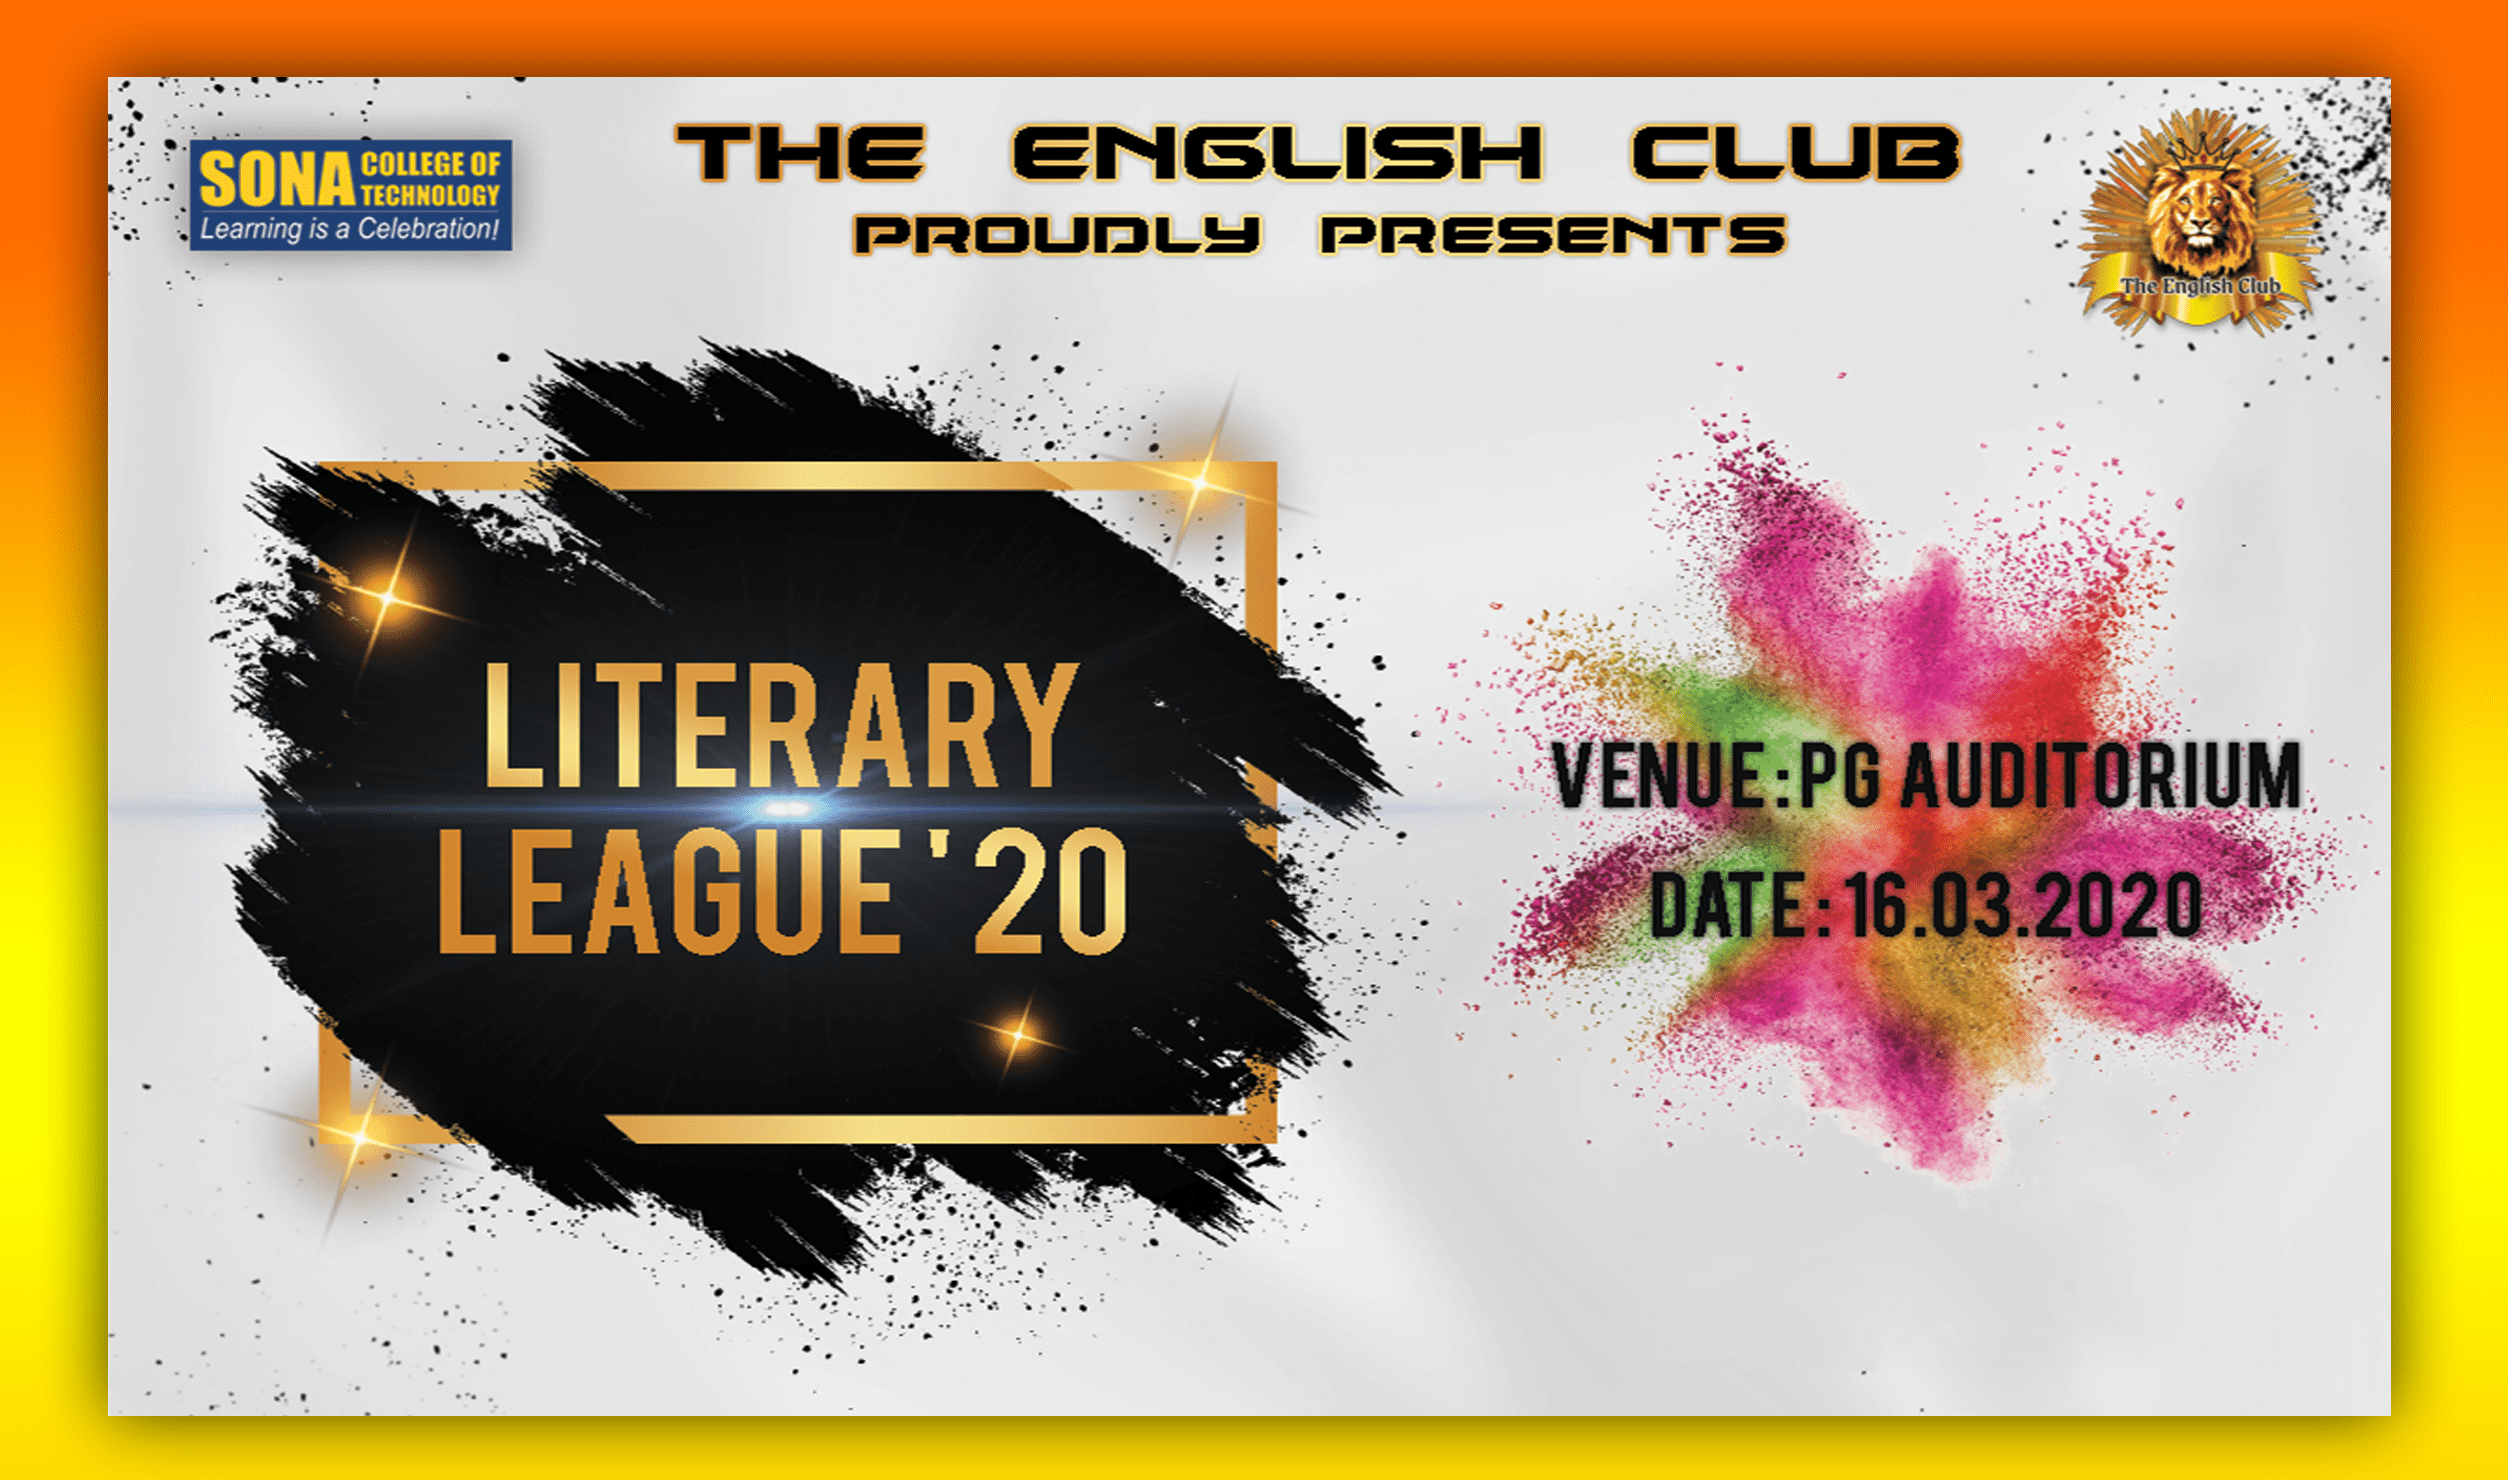 SONA COLLEGE OF TECHNOLOGY
Learning is a Celebration!
THE ENGLISH CLUB
PROUDLY PRESENTS
The English Club
LITERARY
LEAGUE '20
VENUE:PG AUDITORIUM
DATE: 16.03.2020